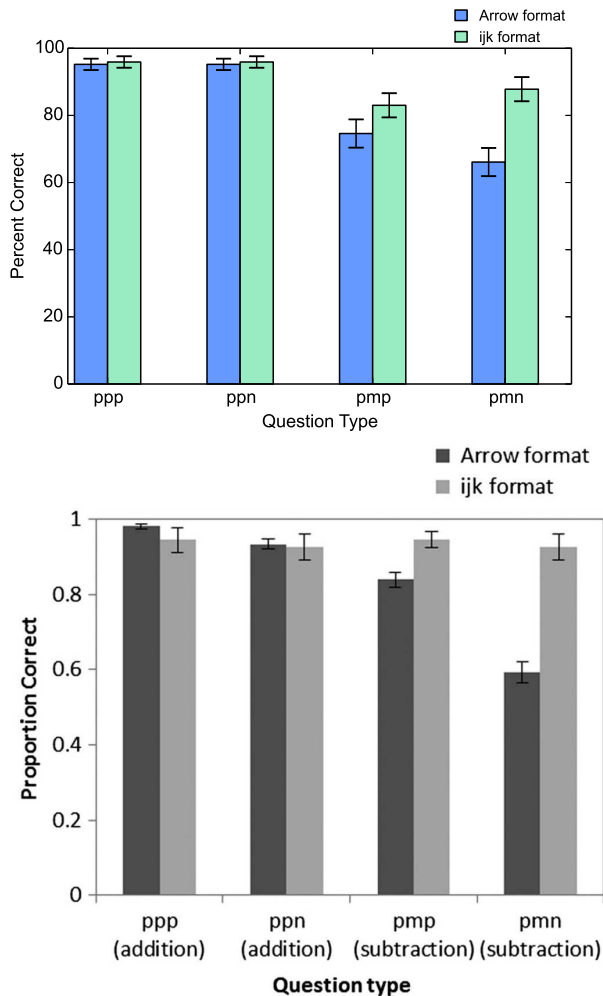 Arrow format
ijk format
100
80
60
40
20
0
Percent Correct
ppp ppn pmp pmn
Question Type
Arrow format
ijk format
1
0.8
0.6
0.4
0.2
0
Proportion Correct
ppp ppn pmp pmn
(addition) (addition) (subtraction) (subtraction)
Question type